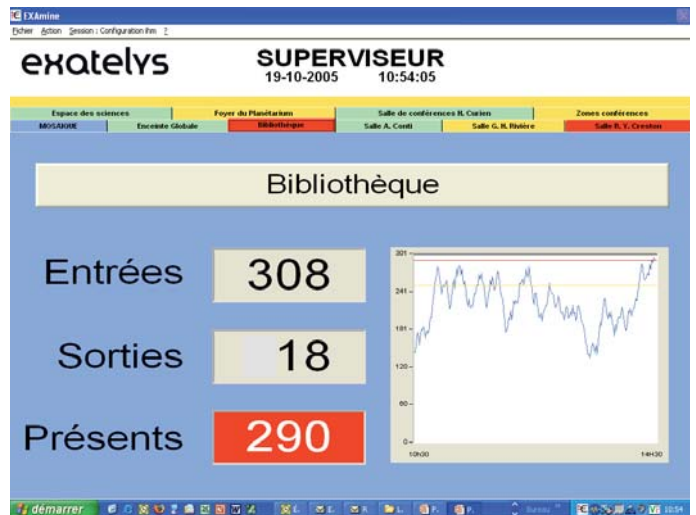 EXAmine
Fichier Action Session : Configuration Ihm ?
exatelys
SUPERVISEUR
19-10-2005 10:54:05
Espace des sciences Foyer du Planétarium Salle de conférences H. Curien Zones conférences
MOSAIQUE Enceinte Globale Bibliothèque Salle A. Conti Salle G. H. Rivière Salle R. Y. Creston
Bibliothèque
Entrées 308
Sorties 18
Présents 290
301
241
181
120
60
0
10h30 14H30
démarrer Bureau 10:54